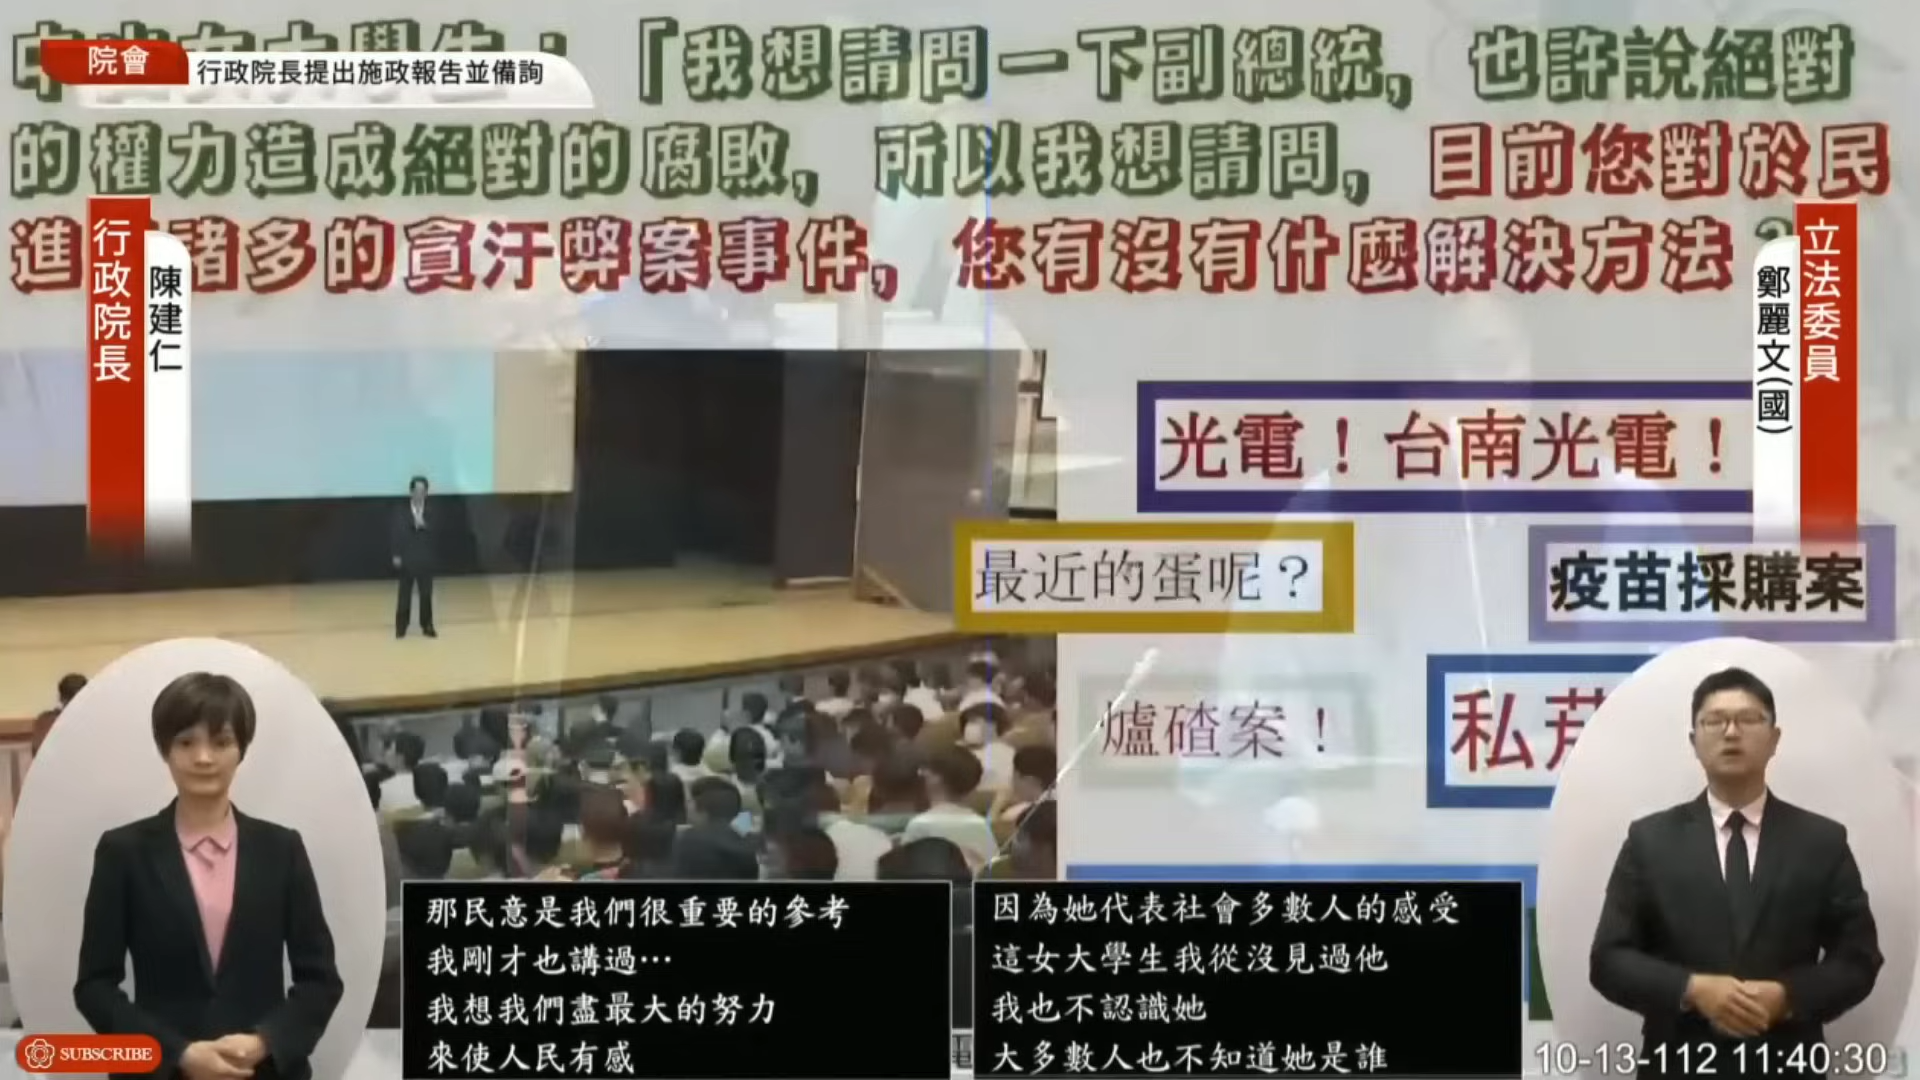 院會
行政院長提出施政報告並備詢
「我想請問一下副總統, 也許說絕對
的權力造成絕對的腐敗, 所以我想請問, 目前您對於民
進 諸多的貪汙弊案事件, 您有沒有什麼解決方法?
行政院長
陳建仁
立法委員
鄭麗文(國)
光電！台南光電！
最近的蛋呢？
疫苗採購案
爐碴案！
私
那民意是我們很重要的參考
我剛才也講過…
我想我們盡最大的努力
來使人民有感
因為她代表社會多數人的感受
這女大學生我從沒見過他
我也不認識她
大多數人也不知道她是誰
SUBSCRIBE
10-13-112 11:40:30